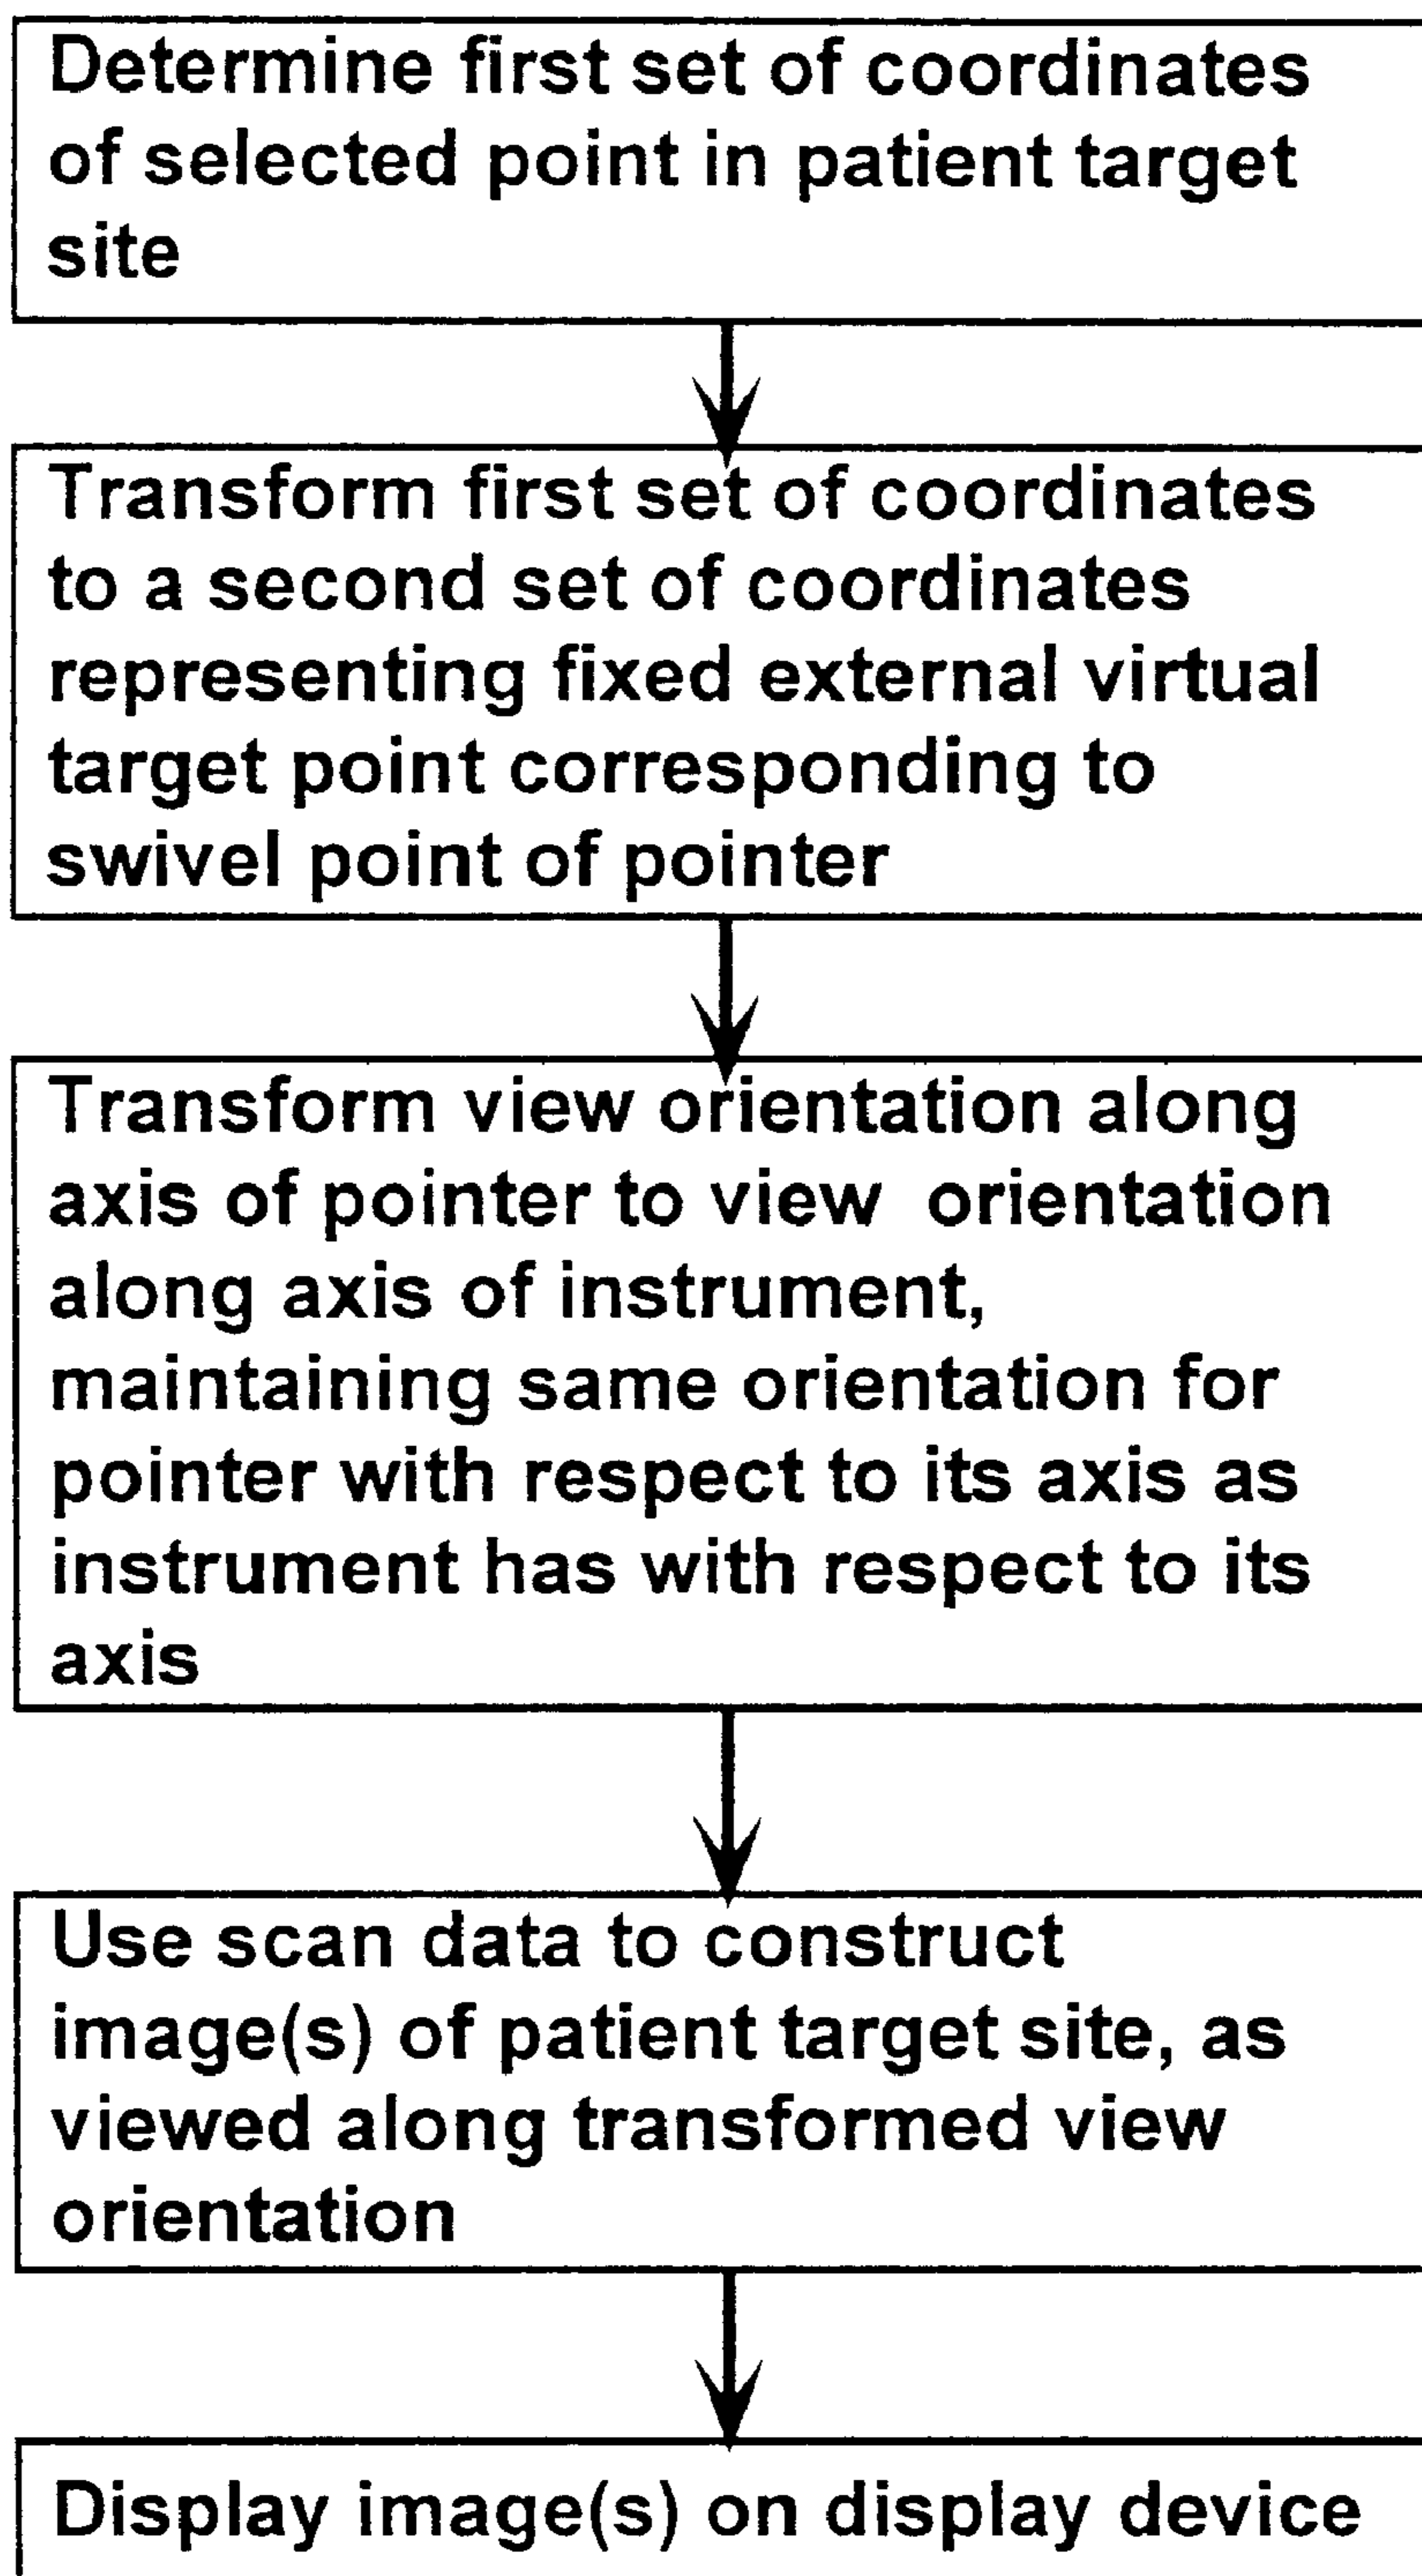 Determine first set of coordinates
of selected point in patient target
site
Transform first set of coordinates
to a second set of coordinates
representing fixed external virtual
target point corresponding to
swivel point of pointer
Transform view orientation along
axis of pointer to view orientation
along axis of instrument,
maintaining same orientation for
pointer with respect to its axis as
instrument has with respect to its
axis
Use scan data to construct
image(s) of patient target site, as
viewed along transformed view
orientation
Display image(s) on display device